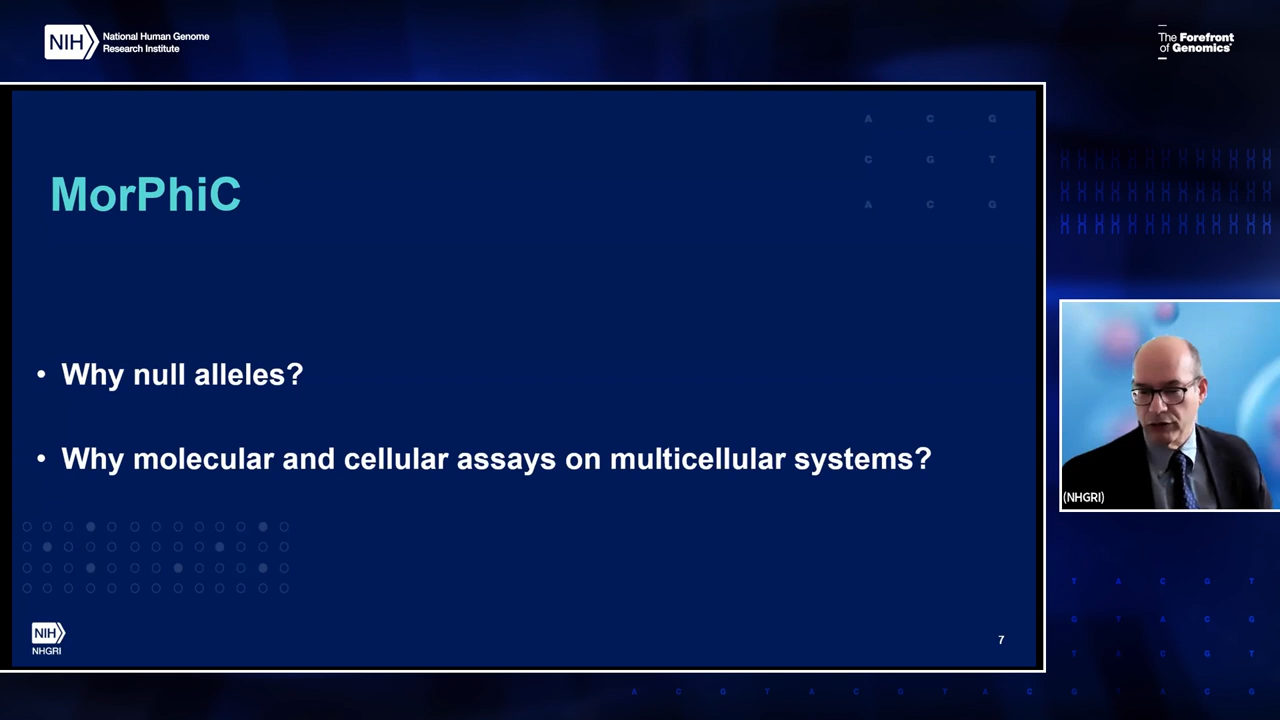 NIH
National Human Genome
Research Institute
The Forefront
of Genomics®
A C G
C G T
A C G
MorPhiC
• Why null alleles?
• Why molecular and cellular assays on multicellular systems?
(NHGRI)
NIH
NHGRI
7
T A C G T
G T A C G
T A C G T
A C G T A C G T A C G T A C G